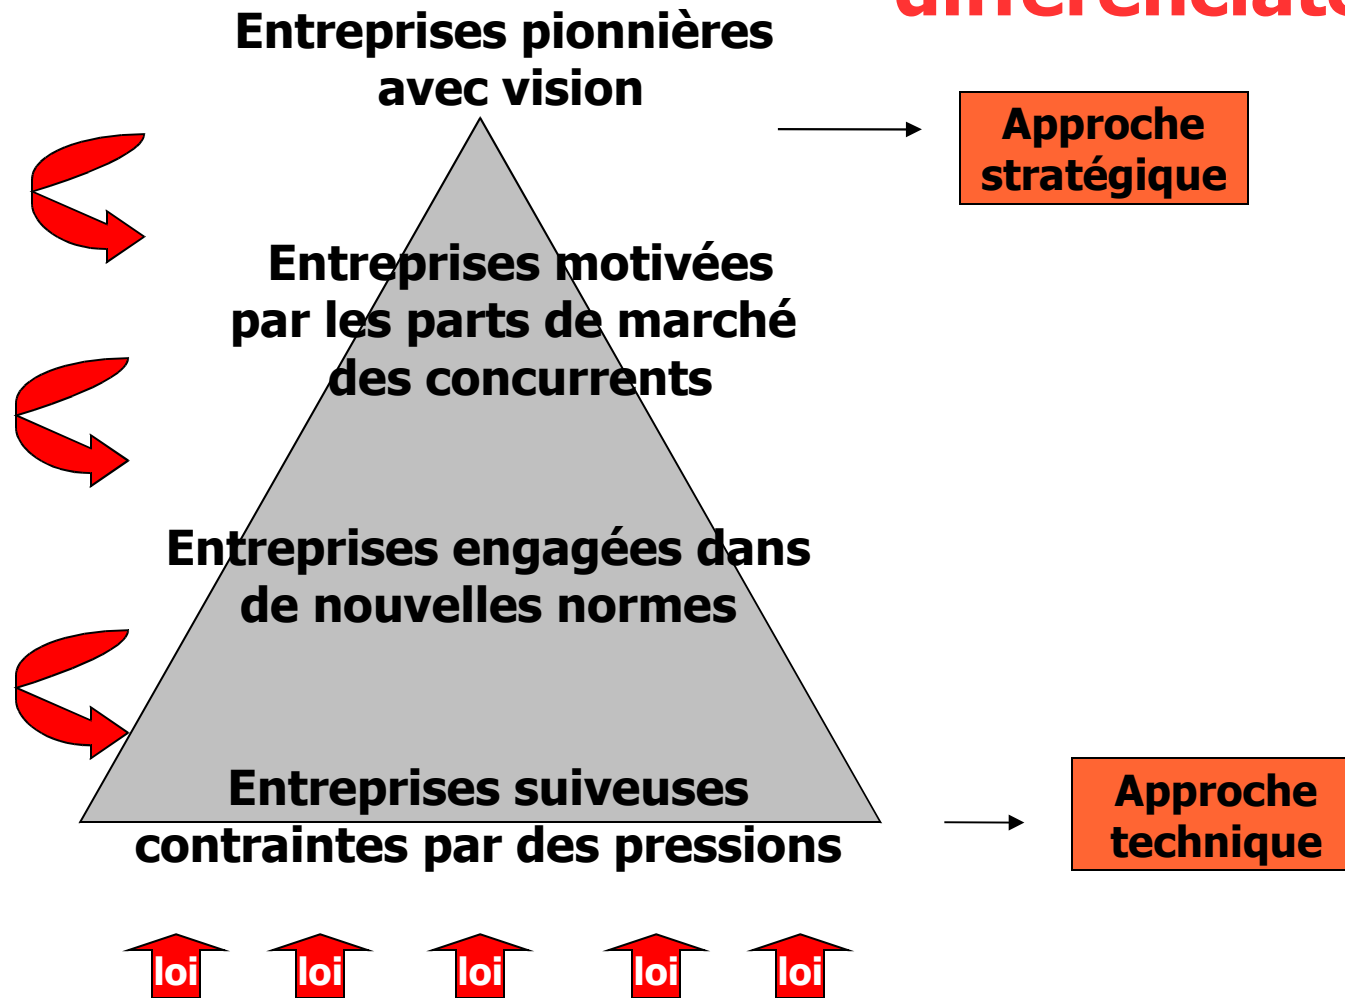 Entreprises pionnières
avec vision
Approche
stratégique
Entreprises motivées
par les parts de marché
des concurrents
Entreprises engagées dans
de nouvelles normes
Entreprises suiveuses
contraintes par des pressions
Approche
technique
loi
loi
loi
loi
loi